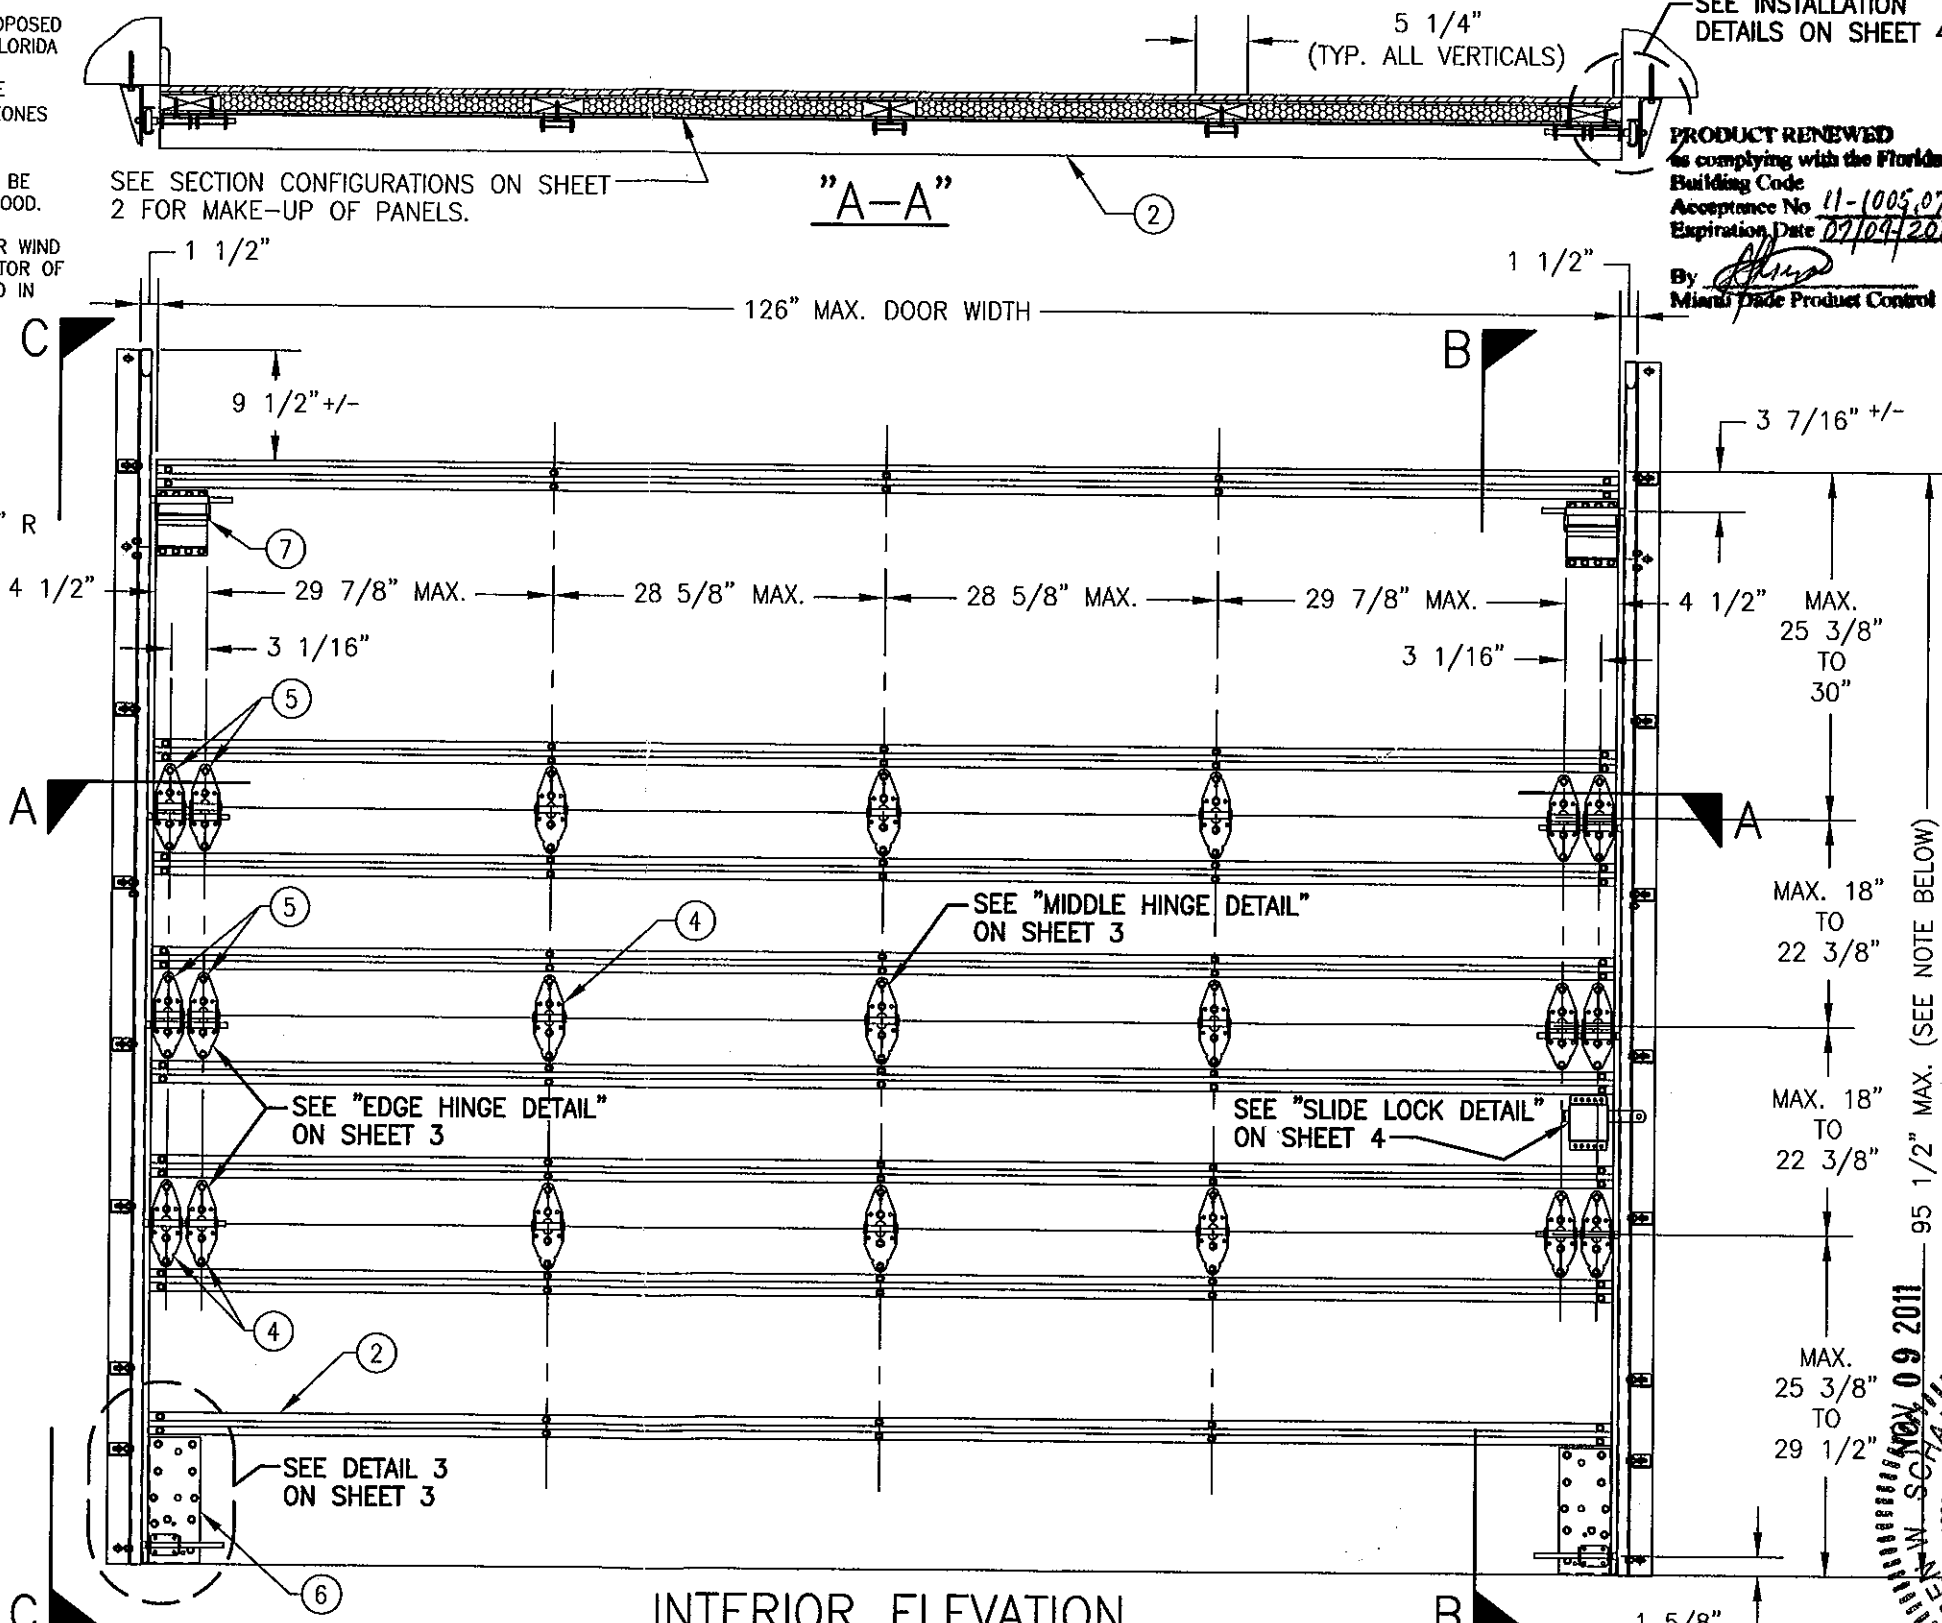 OPOSED
LORIDA
E
ONES
BE
OOD.
R WIND
TOR OF
D IN
5 1/4"
(TYP. ALL VERTICALS)
SEE INSTALLATION
DETAILS ON SHEET 4
PRODUCT RENEWED
as complying with the Florida
Building Code
Acceptance No 11-1005.07
Expiration Date
By
Miami Dade Product Control
SEE SECTION CONFIGURATIONS ON SHEET
2 FOR MAKE-UP OF PANELS.
"A-A"
2
1 1/2"
1 1/2"
126" MAX. DOOR WIDTH
C
B
9 1/2"+/-
3 7/16" +/-
" R
7
4 1/2"
29 7/8" MAX.
28 5/8" MAX.
28 5/8" MAX.
29 7/8" MAX.
4 1/2"
MAX.
25 3/8"
TO
30"
3 1/16"
3 1/16"
5
A
A
MAX. 18"
TO
22 3/8"
5
4
SEE "MIDDLE HINGE DETAIL"
ON SHEET 3
95 1/2" MAX. (SEE NOTE BELOW)
SEE "EDGE HINGE DETAIL"
ON SHEET 3
SEE "SLIDE LOCK DETAIL"
ON SHEET 4
MAX. 18"
TO
22 3/8"
4
2
MAX.
25 3/8"
TO
29 1/2"
NOV 09 2011
SEE DETAIL 3
ON SHEET 3
6
C
INTERIOR ELEVATION
B
1 5/8"